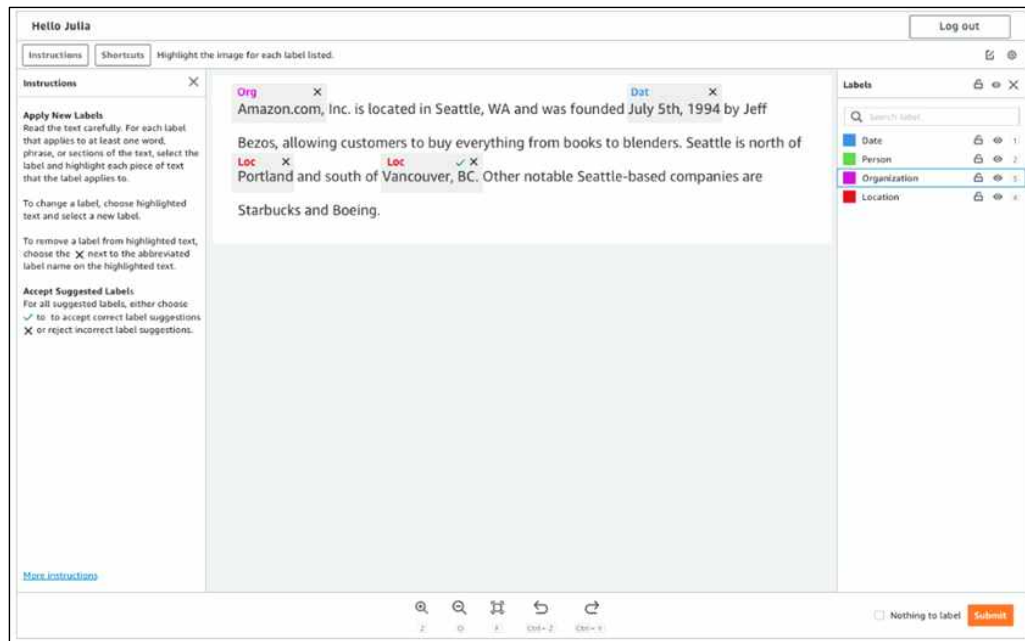 Hello Julia
Log out
Instructions
Shortcuts
Highlight the image for each label listed.
Instructions
Apply New Labels
Read the text carefully. For each label
that applies to at least one word,
phrase, or sections of the text, select the
label and highlight each piece of text
that the label applies to.
To change a label, choose highlighted
text and select a new label.
To remove a label from highlighted text,
choose the ✕ next to the abbreviated
label name on the highlighted text.
Accept Suggested Labels
For all suggested labels, either choose
✓ to to accept correct label suggestions
✕ or reject incorrect label suggestions.
More instructions
Org
Dat
Amazon.com, Inc. is located in Seattle, WA and was founded July 5th, 1994 by Jeff
Bezos, allowing customers to buy everything from books to blenders. Seattle is north of
Loc
Loc
Portland and south of Vancouver, BC. Other notable Seattle-based companies are
Starbucks and Boeing.
Labels
Search label
Date 1
Person 2
Organization 3
Location 4
Z
O
F
Ctrl+Z
Ctrl+Y
Nothing to label
Submit